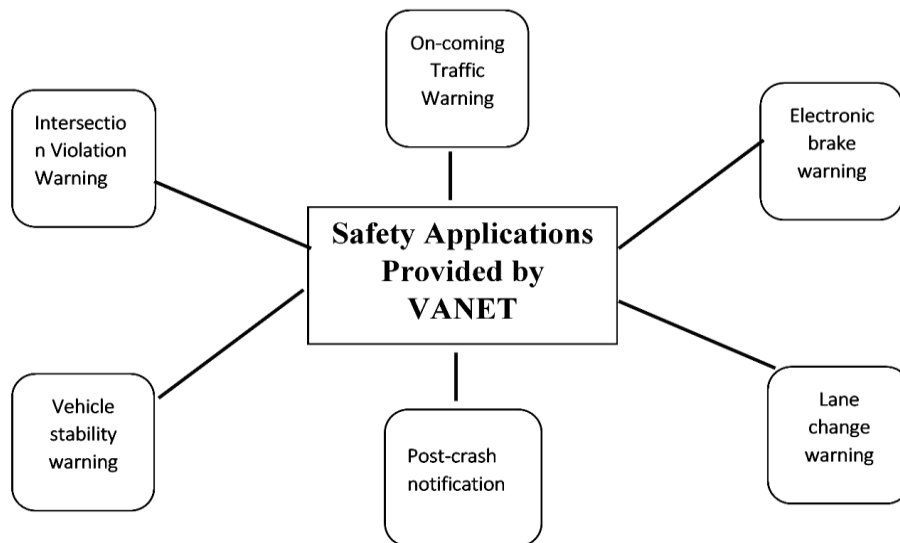 On-coming
Traffic
Warning
Intersectio
n Violation
Warning
Electronic
brake
warning
Safety Applications
Provided by
VANET
Vehicle
stability
warning
Post-crash
notification
Lane
change
warning